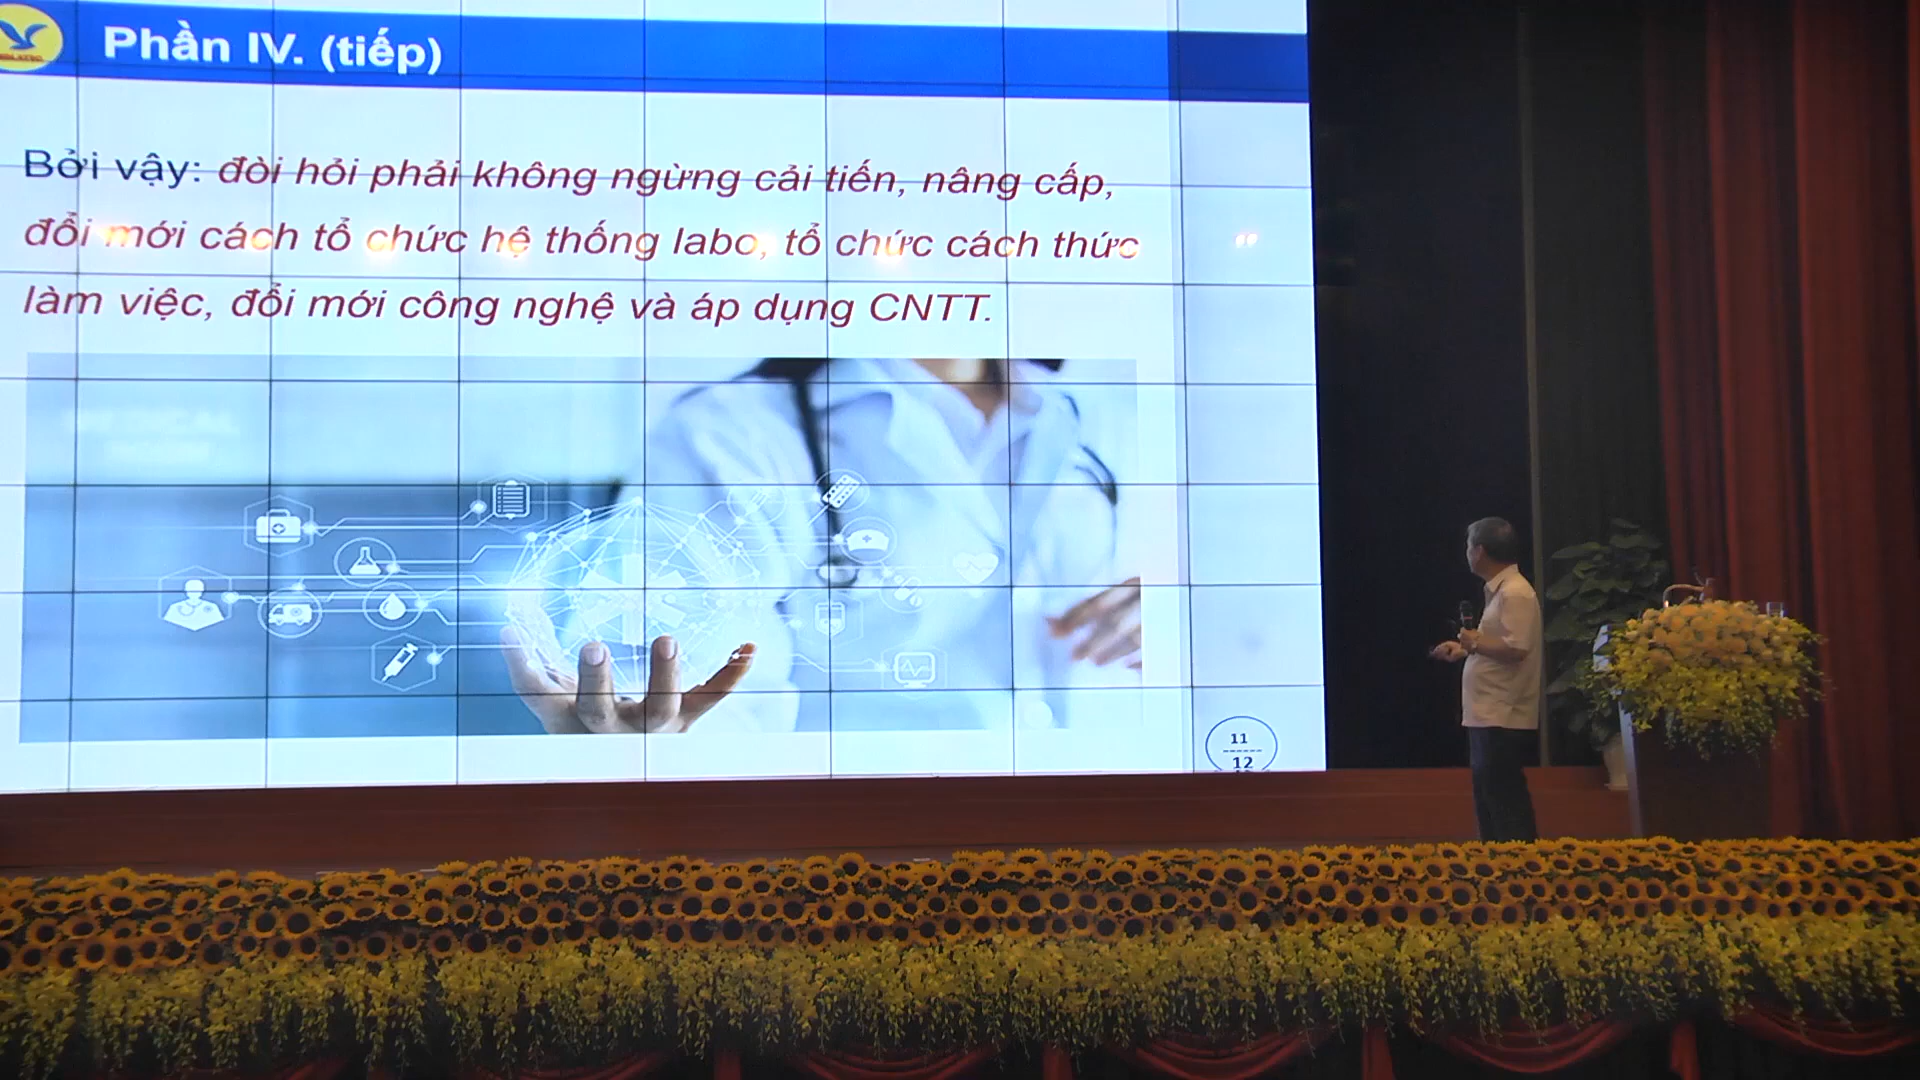 Phần IV. (tiếp)
Bởi vậy: đòi hỏi phải không ngừng cải tiến, nâng cấp,
đổi mới cách tổ chức hệ thống labo, tổ chức cách thức
làm việc, đổi mới công nghệ và áp dụng CNTT.
11
12